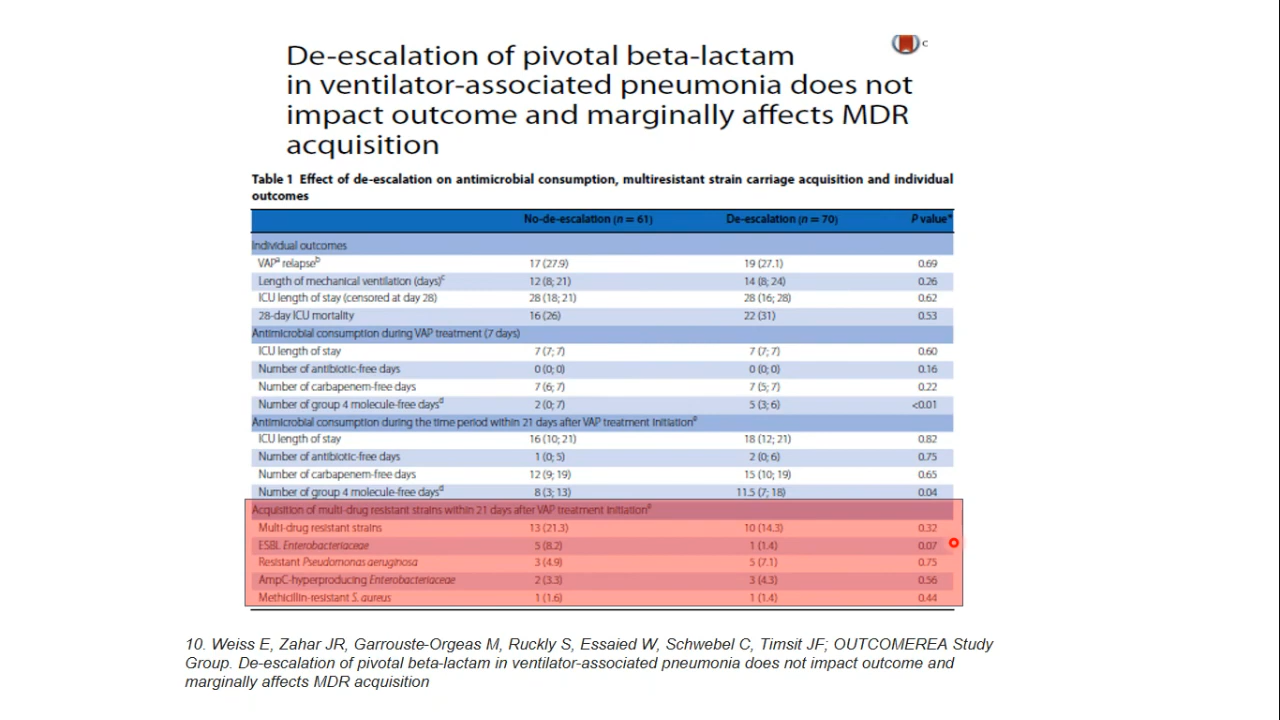 De-escalation of pivotal beta-lactam
c
in ventilator-associated pneumonia does not
impact outcome and marginally affects MDR
acquisition
Table 1 Effect of de-escalation on antimicrobial consumption, multiresistant strain carriage acquisition and individual
outcomes
No-de-escalation (n = 61) De-escalation (n = 70) P value*
Individual outcomes
VAPa relapseb 17 (27.9) 19 (27.1) 0.69
Length of mechanical ventilation (days)c 12 (8; 21) 14 (8; 24) 0.26
ICU length of stay (censored at day 28) 28 (18; 21) 28 (16; 28) 0.62
28-day ICU mortality 16 (26) 22 (31) 0.53
Antimicrobial consumption during VAP treatment (7 days)
ICU length of stay 7 (7; 7) 7 (7; 7) 0.60
Number of antibiotic-free days 0 (0; 0) 0 (0; 0) 0.16
Number of carbapenem-free days 7 (6; 7) 7 (5; 7) 0.22
Number of group 4 molecule-free daysd 2 (0; 7) 5 (3; 6) <0.01
Antimicrobial consumption during the time period within 21 days after VAP treatment initiatione
ICU length of stay 16 (10; 21) 18 (12; 21) 0.82
Number of antibiotic-free days 1 (0; 5) 2 (0; 6) 0.75
Number of carbapenem-free days 12 (9; 19) 15 (10; 19) 0.65
Number of group 4 molecule-free daysd 8 (3; 13) 11.5 (7; 18) 0.04
Acquisition of multi-drug resistant strains within 21 days after VAP treatment initiatione
Multi-drug resistant strains 13 (21.3) 10 (14.3) 0.32
ESBL Enterobacteriaceae 5 (8.2) 1 (1.4) 0.07
Resistant Pseudomonas aeruginosa 3 (4.9) 5 (7.1) 0.75
AmpC-hyperproducing Enterobacteriaceae 2 (3.3) 3 (4.3) 0.56
Methicillin-resistant S. aureus 1 (1.6) 1 (1.4) 0.44
10. Weiss E, Zahar JR, Garrouste-Orgeas M, Ruckly S, Essaied W, Schwebel C, Timsit JF; OUTCOMEREA Study
Group. De-escalation of pivotal beta-lactam in ventilator-associated pneumonia does not impact outcome and
marginally affects MDR acquisition